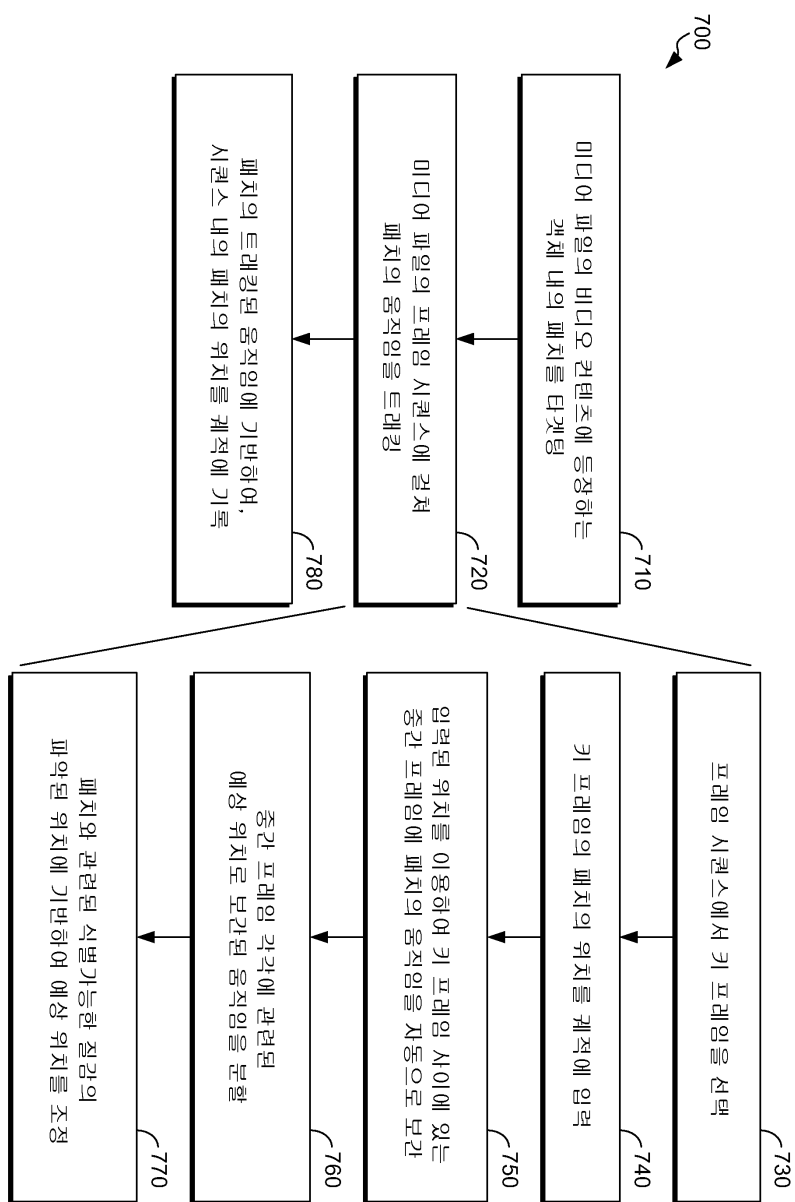 700
미디어 파일의 비디오 컨텐츠에 등장하는
객체 내의 패치를 타겟팅
710
미디어 파일의 프레임 시퀀스에 걸쳐
패치의 움직임을 트래킹
720
패치의 트래킹된 움직임에 기반하여,
시퀀스 내의 패치의 위치를 궤적에 기록
780
프레임 시퀀스에서 키 프레임을 선택
730
키 프레임의 패치의 위치를 궤적에 입력
740
입력된 위치를 이용하여 키 프레임 사이에 있는
중간 프레임에 패치의 움직임을 자동으로 보간
750
중간 프레임 각각에 관련된
예상 위치로 보간된 움직임을 분할
760
패치와 관련된 식별가능한 질감의
파악된 위치에 기반하여 예상 위치를 조정
770